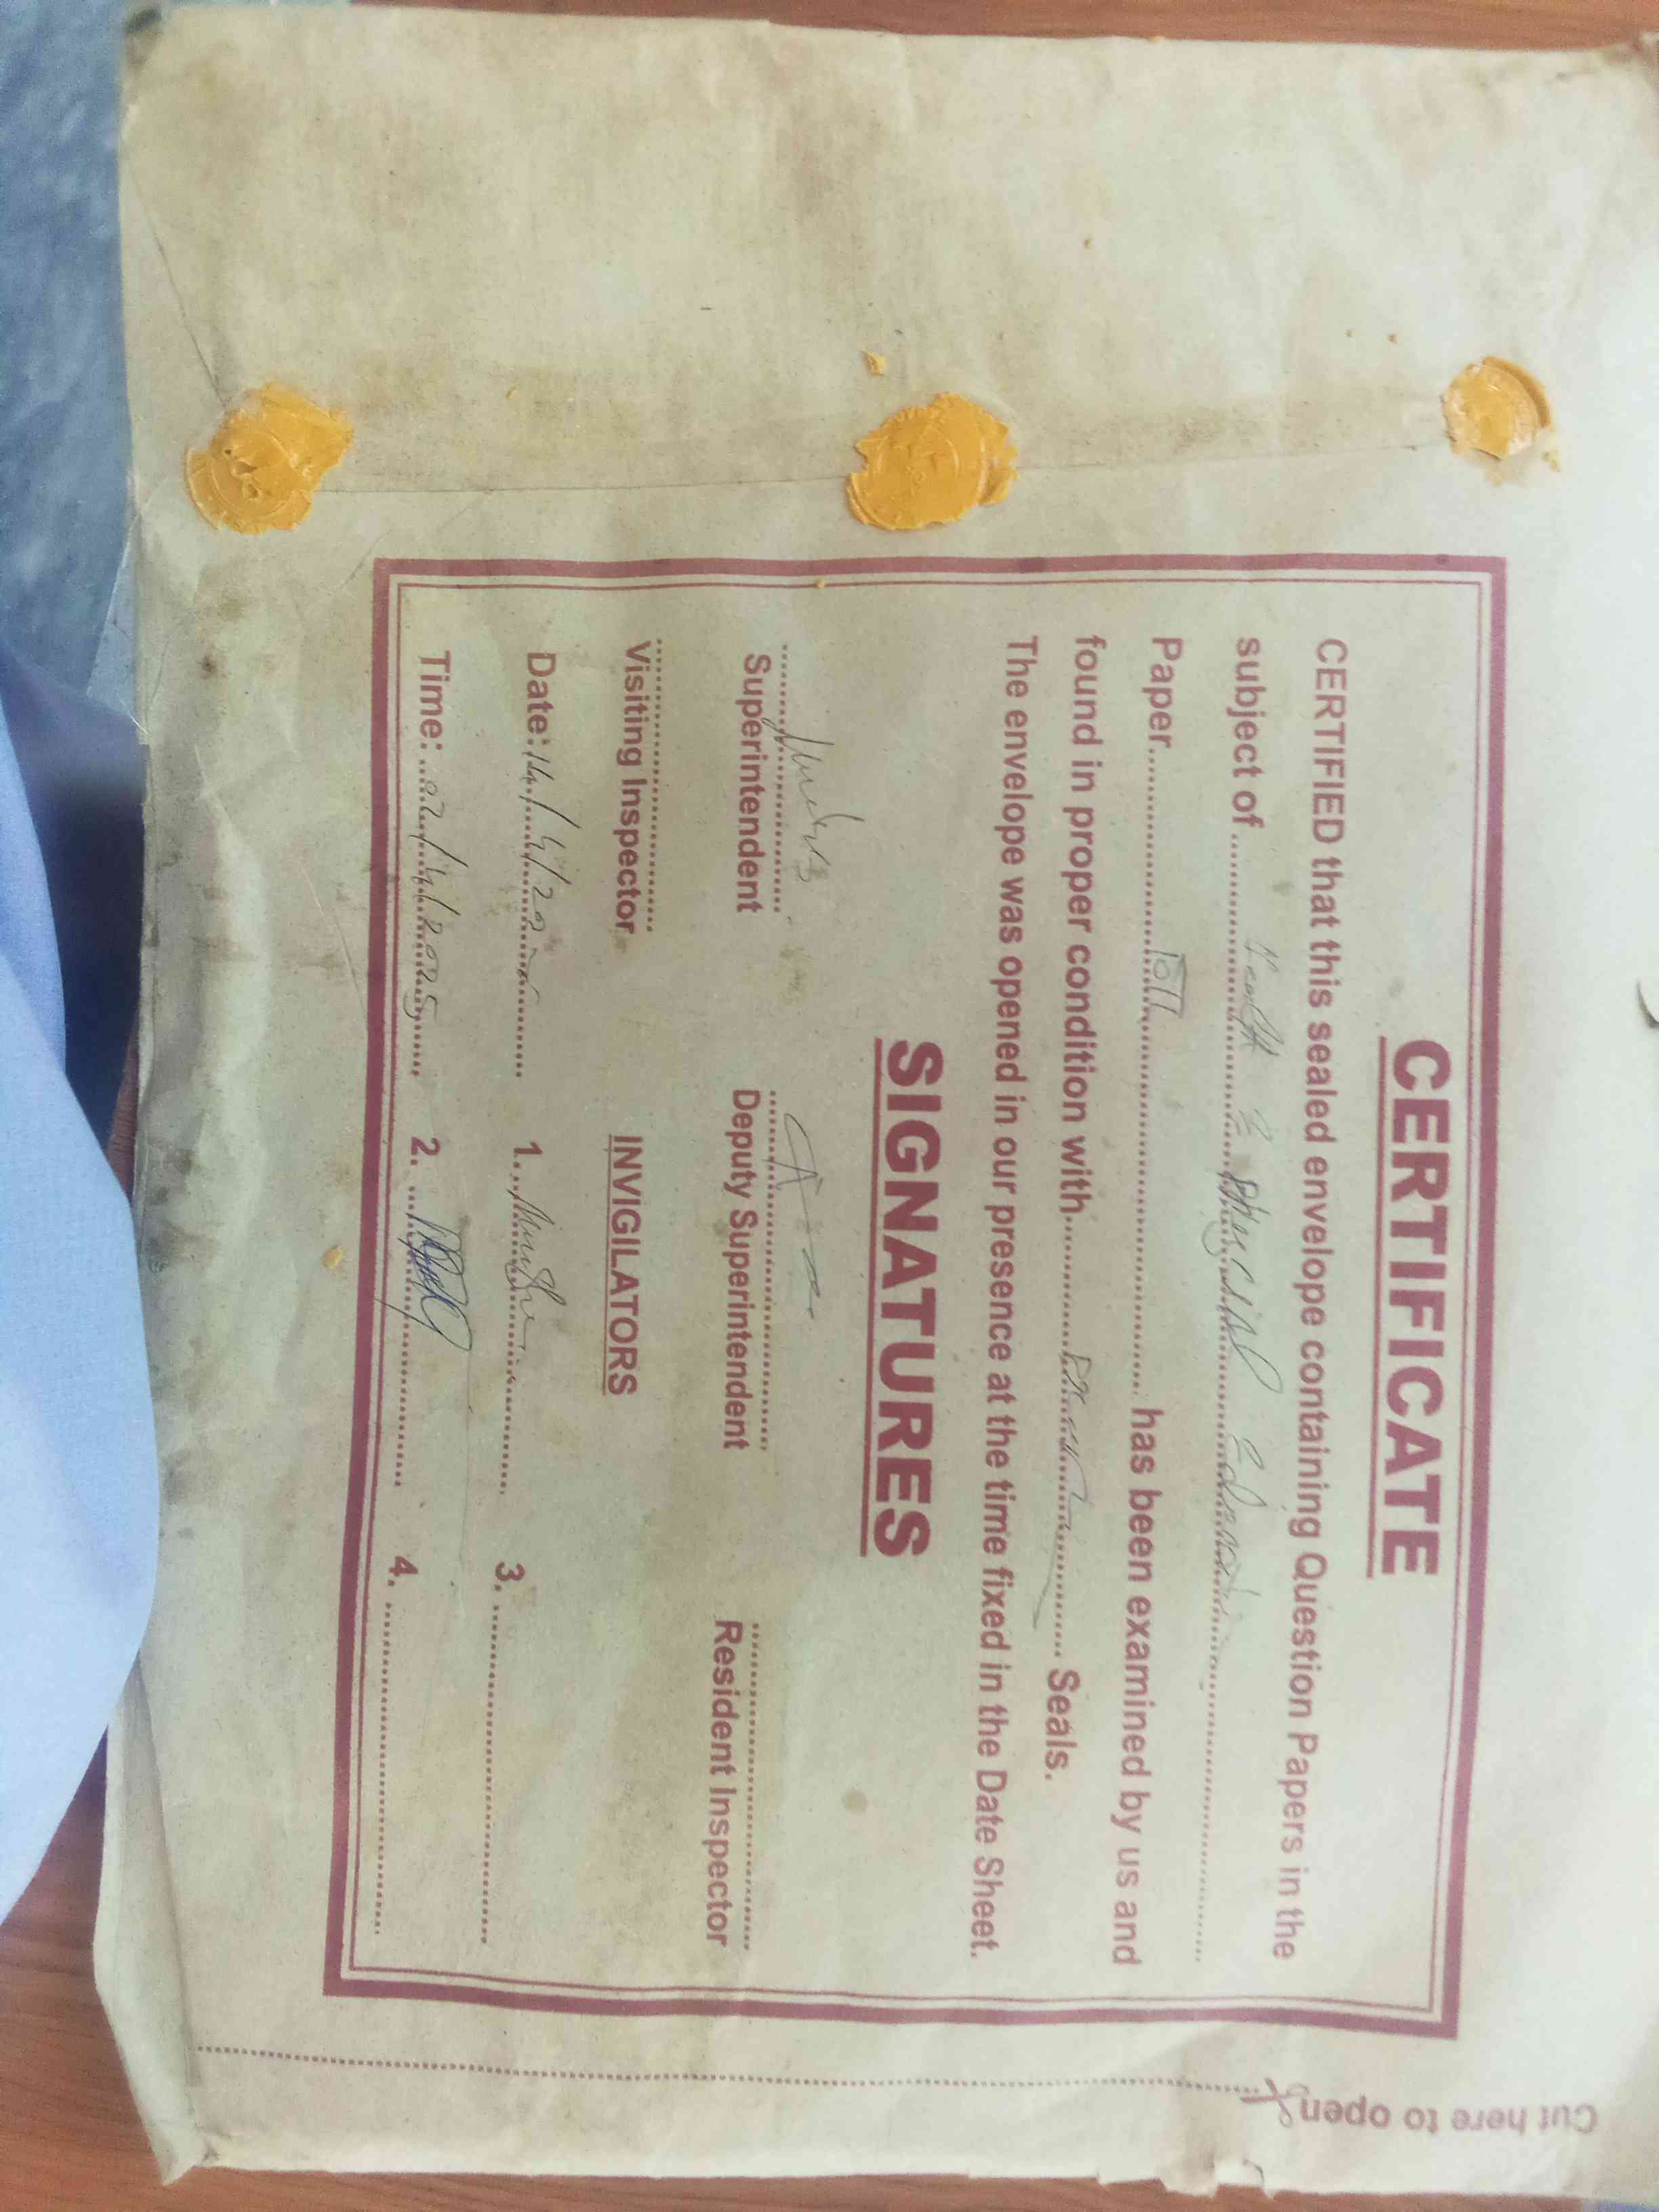 CERTIFICATE
CERTIFIED that this sealed envelope containing Question Papers in the
subject of Health & Physical Educat
Paper has been examined by us and
found in proper condition with Seals.
The envelope was opened in our presence at the time fixed in the Date Sheet.
SIGNATURES
Superintendent Deputy Superintendent Resident Inspector
Visiting Inspector INVIGILATORS
Date: 1. 3.
Time: 2. 4.
Cut here to open